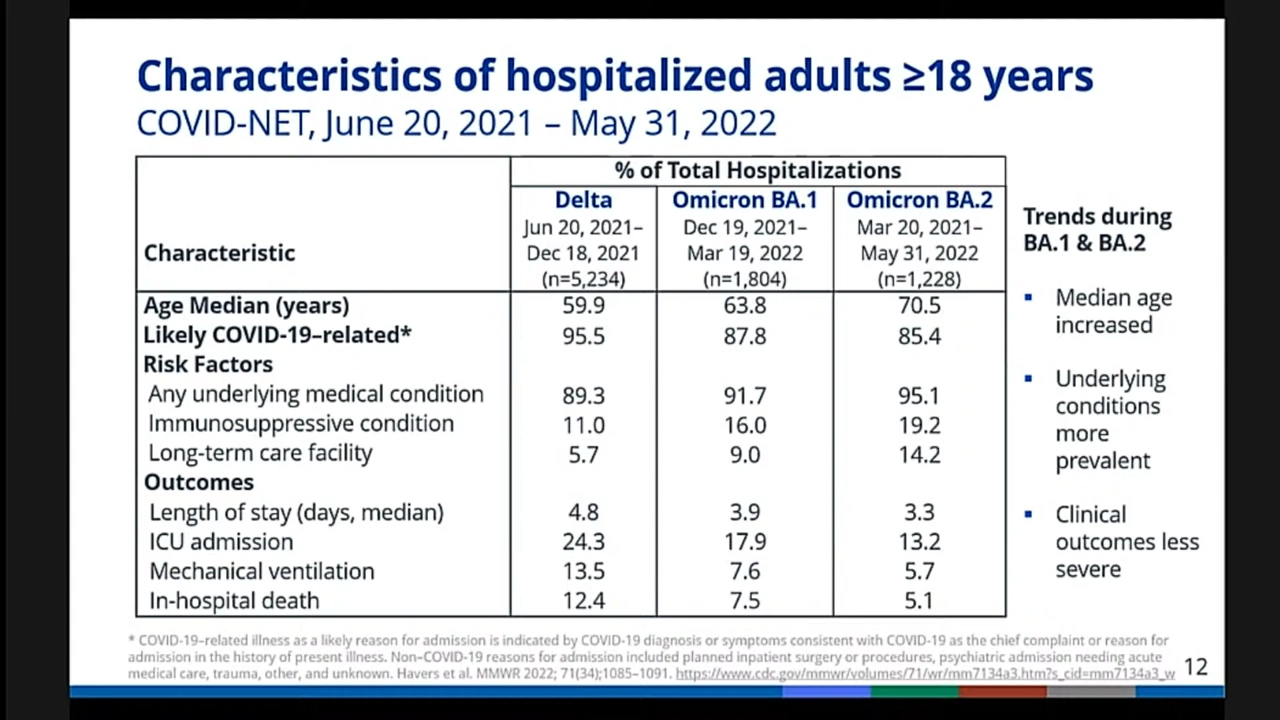 Characteristics of hospitalized adults ≥18 years
COVID-NET, June 20, 2021 – May 31, 2022
% of Total Hospitalizations
Characteristic
Delta
Jun 20, 2021–
Dec 18, 2021
(n=5,234)
Omicron BA.1
Dec 19, 2021–
Mar 19, 2022
(n=1,804)
Omicron BA.2
Mar 20, 2021–
May 31, 2022
(n=1,228)
Age Median (years) 59.9 63.8 70.5
Likely COVID-19–related* 95.5 87.8 85.4
Risk Factors
Any underlying medical condition 89.3 91.7 95.1
Immunosuppressive condition 11.0 16.0 19.2
Long-term care facility 5.7 9.0 14.2
Outcomes
Length of stay (days, median) 4.8 3.9 3.3
ICU admission 24.3 17.9 13.2
Mechanical ventilation 13.5 7.6 5.7
In-hospital death 12.4 7.5 5.1
Trends during
BA.1 & BA.2
▪ Median age
increased
▪ Underlying
conditions
more
prevalent
▪ Clinical
outcomes less
severe
* COVID-19–related illness as a likely reason for admission is indicated by COVID-19 diagnosis or symptoms consistent with COVID-19 as the chief complaint or reason for
admission in the history of present illness. Non–COVID-19 reasons for admission included planned inpatient surgery or procedures, psychiatric admission needing acute
medical care, trauma, other, and unknown. Havers et al. MMWR 2022; 71(34);1085–1091. https://www.cdc.gov/mmwr/volumes/71/wr/mm7134a3.htm?s_cid=mm7134a3_w
12